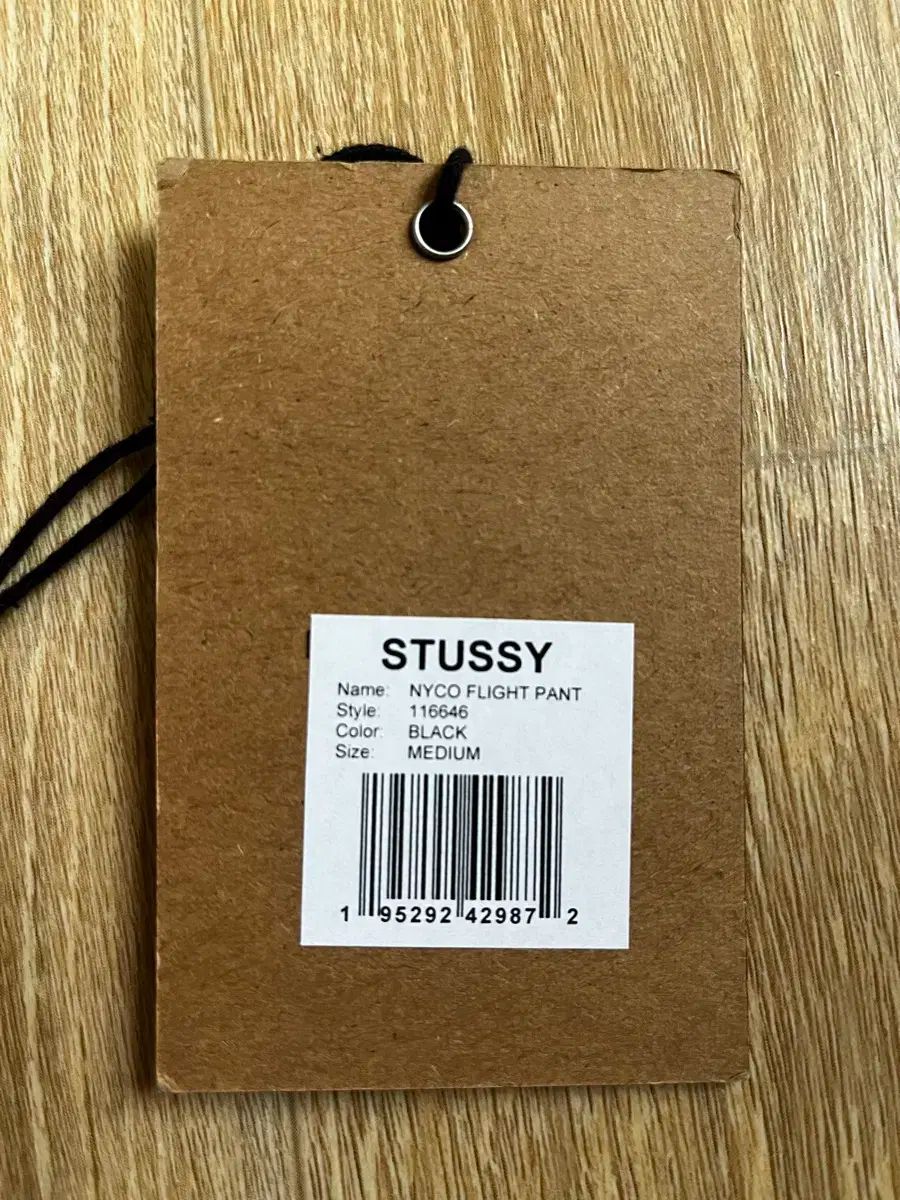 STUSSY
Name: NYCO FLIGHT PANT
Style: 116646
Color: BLACK
Size: MEDIUM
1 95292 42987 2